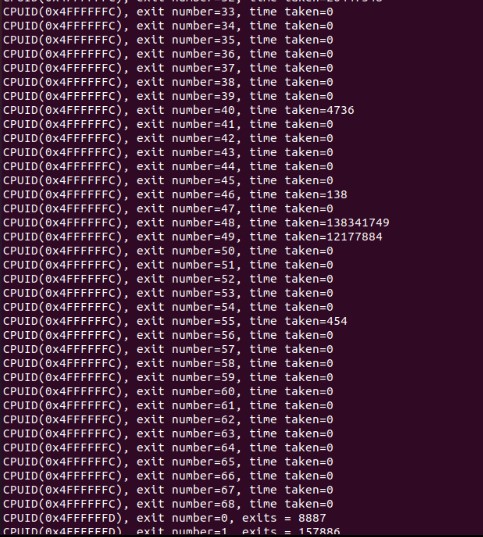 CPUID(0x4FFFFFFC), exit number=33, time taken=0
CPUID(0x4FFFFFFC), exit number=34, time taken=0
CPUID(0x4FFFFFFC), exit number=35, time taken=0
CPUID(0x4FFFFFFC), exit number=36, time taken=0
CPUID(0x4FFFFFFC), exit number=37, time taken=0
CPUID(0x4FFFFFFC), exit number=38, time taken=0
CPUID(0x4FFFFFFC), exit number=39, time taken=0
CPUID(0x4FFFFFFC), exit number=40, time taken=4736
CPUID(0x4FFFFFFC), exit number=41, time taken=0
CPUID(0x4FFFFFFC), exit number=42, time taken=0
CPUID(0x4FFFFFFC), exit number=43, time taken=0
CPUID(0x4FFFFFFC), exit number=44, time taken=0
CPUID(0x4FFFFFFC), exit number=45, time taken=0
CPUID(0x4FFFFFFC), exit number=46, time taken=138
CPUID(0x4FFFFFFC), exit number=47, time taken=0
CPUID(0x4FFFFFFC), exit number=48, time taken=138341749
CPUID(0x4FFFFFFC), exit number=49, time taken=12177884
CPUID(0x4FFFFFFC), exit number=50, time taken=0
CPUID(0x4FFFFFFC), exit number=51, time taken=0
CPUID(0x4FFFFFFC), exit number=52, time taken=0
CPUID(0x4FFFFFFC), exit number=53, time taken=0
CPUID(0x4FFFFFFC), exit number=54, time taken=0
CPUID(0x4FFFFFFC), exit number=55, time taken=454
CPUID(0x4FFFFFFC), exit number=56, time taken=0
CPUID(0x4FFFFFFC), exit number=57, time taken=0
CPUID(0x4FFFFFFC), exit number=58, time taken=0
CPUID(0x4FFFFFFC), exit number=59, time taken=0
CPUID(0x4FFFFFFC), exit number=60, time taken=0
CPUID(0x4FFFFFFC), exit number=61, time taken=0
CPUID(0x4FFFFFFC), exit number=62, time taken=0
CPUID(0x4FFFFFFC), exit number=63, time taken=0
CPUID(0x4FFFFFFC), exit number=64, time taken=0
CPUID(0x4FFFFFFC), exit number=65, time taken=0
CPUID(0x4FFFFFFC), exit number=66, time taken=0
CPUID(0x4FFFFFFC), exit number=67, time taken=0
CPUID(0x4FFFFFFC), exit number=68, time taken=0
CPUID(0x4FFFFFFD), exit number=0, exits = 8887
CPUID(0x4FFFFFFD), exit number=1, exits = 157886